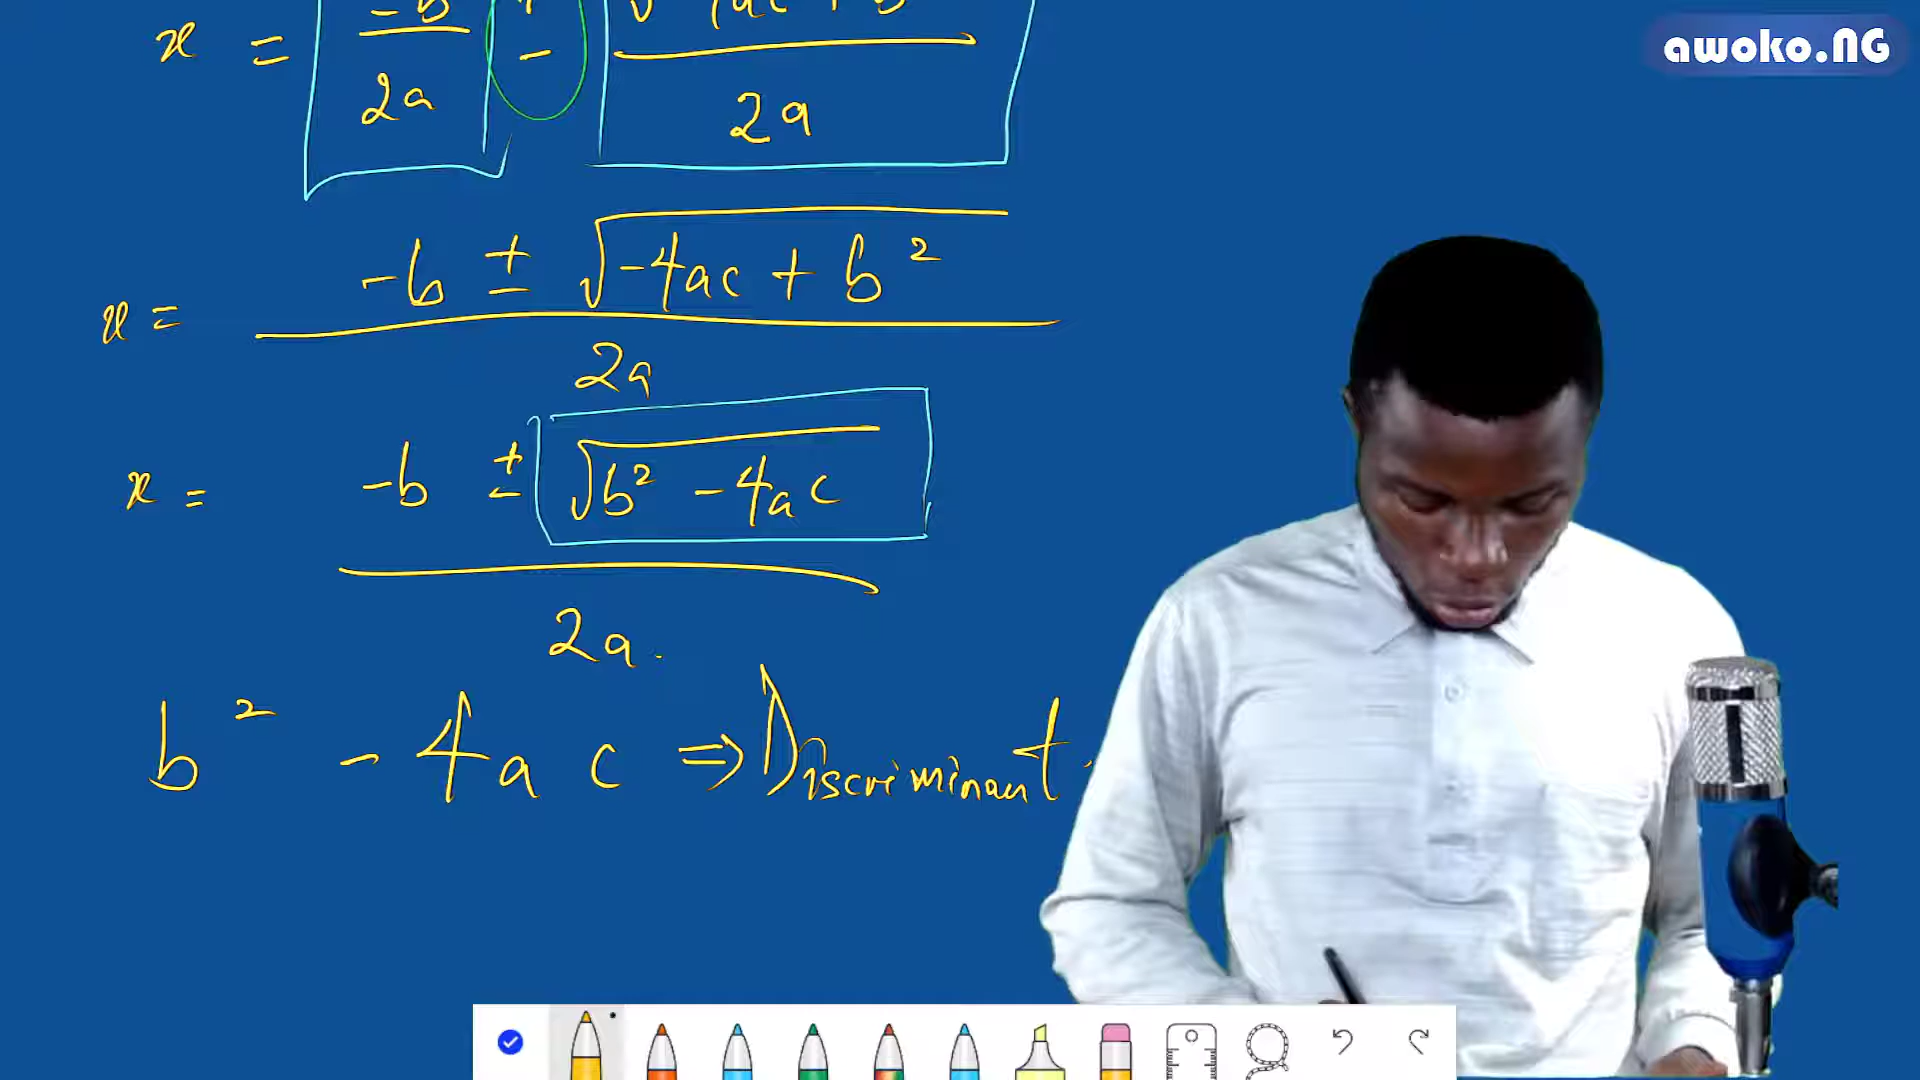 awoko.NG
x = -b/2a ± √-4ac + b²/2a
x = -b ± √-4ac + b²
2a
x = -b ± √b² - 4ac
2a.
b² - 4ac ⇒ Discriminant.